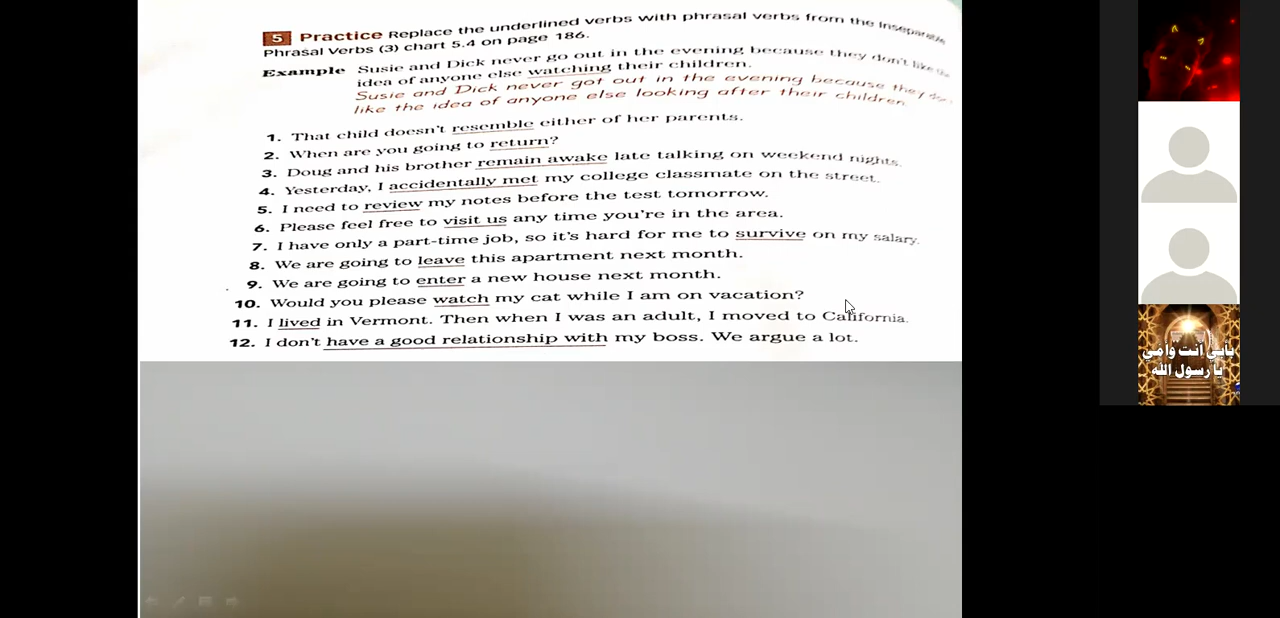 5 Practice Replace the underlined verbs with phrasal verbs from the Inseparable
Phrasal Verbs (3) chart 5.4 on page 186.
Example Susie and Dick never go out in the evening because they don't like the
idea of anyone else watching their children.
Susie and Dick never got out in the evening because they don't
like the idea of anyone else looking after their children
1. That child doesn't resemble either of her parents.
2. When are you going to return?
3. Doug and his brother remain awake late talking on weekend nights.
4. Yesterday, I accidentally met my college classmate on the street.
5. I need to review my notes before the test tomorrow.
6. Please feel free to visit us any time you're in the area.
7. I have only a part-time job, so it's hard for me to survive on my salary.
8. We are going to leave this apartment next month.
9. We are going to enter a new house next month.
10. Would you please watch my cat while I am on vacation?
11. I lived in Vermont. Then when I was an adult, I moved to California.
12. I don't have a good relationship with my boss. We argue a lot.
بأبي أنت وأمي
يا رسول الله